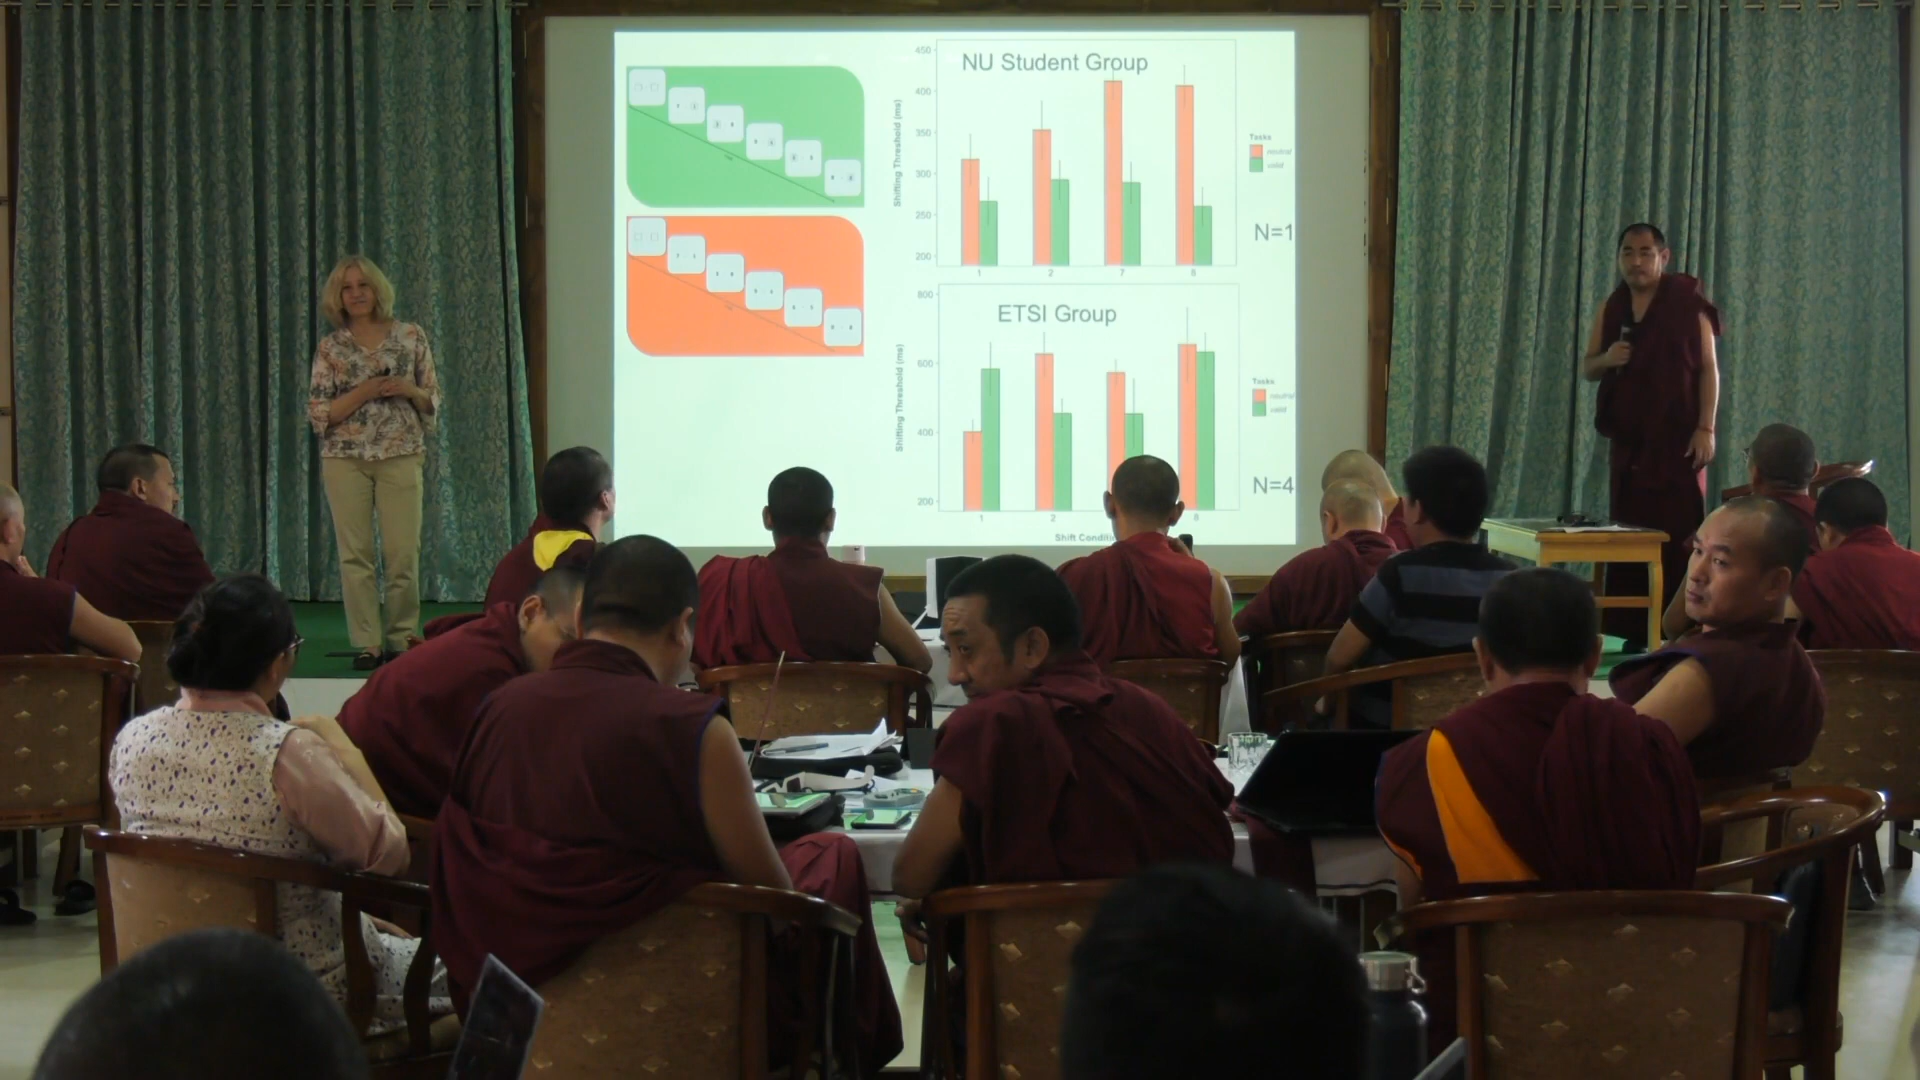 NU Student Group
450
400
350
300
250
200
Shifting Threshold (ms)
1
2
7
8
Tasks
neutral
valid
N=1
ETSI Group
800
600
400
200
Shifting Threshold (ms)
1
2
8
Tasks
neutral
valid
N=4
Shift